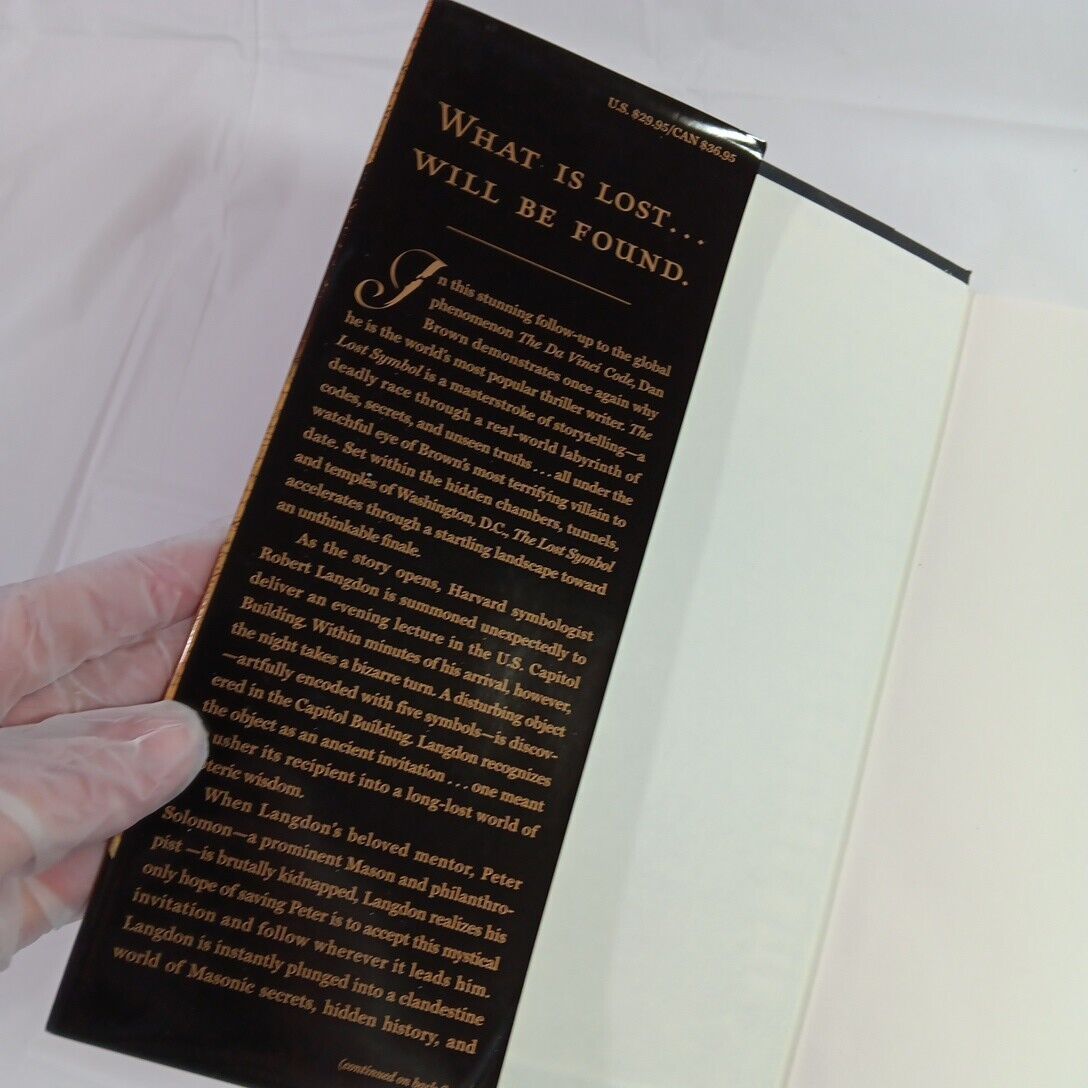 U.S. $29.95/CAN $36.95
WHAT IS LOST...
WILL BE FOUND.
In this stunning follow-up to the global
phenomenon The Da Vinci Code, Dan
Brown demonstrates once again why
he is the world's most popular thriller writer. The
Lost Symbol is a masterstroke of storytelling—a
deadly race through a real-world labyrinth of
codes, secrets, and unseen truths . . . all under the
watchful eye of Brown's most terrifying villain to
date. Set within the hidden chambers, tunnels,
and temples of Washington, D.C., The Lost Symbol
accelerates through a startling landscape toward
an unthinkable finale.
As the story opens, Harvard symbologist
Robert Langdon is summoned unexpectedly to
deliver an evening lecture in the U.S. Capitol
Building. Within minutes of his arrival, however,
the night takes a bizarre turn. A disturbing object
—artfully encoded with five symbols—is discov-
ered in the Capitol Building. Langdon recognizes
the object as an ancient invitation . . . one meant
usher its recipient into a long-lost world of
teric wisdom.
When Langdon's beloved mentor, Peter
Solomon—a prominent Mason and philanthro-
pist —is brutally kidnapped, Langdon realizes his
only hope of saving Peter is to accept this mystical
invitation and follow wherever it leads him.
Langdon is instantly plunged into a clandestine
world of Masonic secrets, hidden history, and
(continued on back